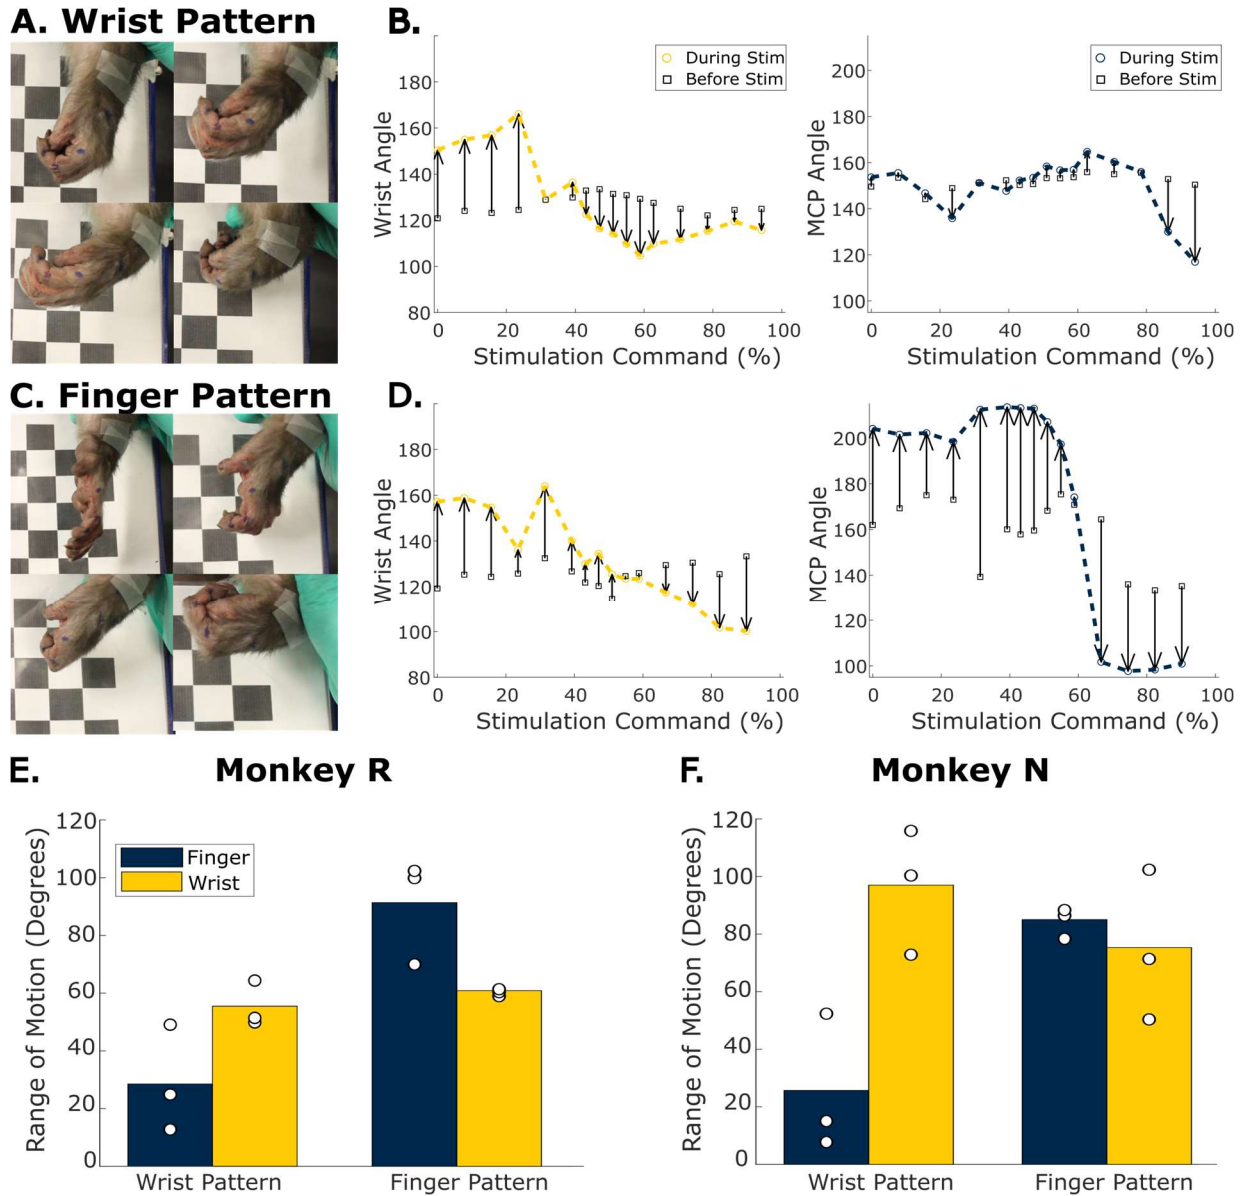 A. Wrist Pattern
B.
Wrist Angle
180
160
140
120
100
80
0 20 40 60 80 100
Stimulation Command (%)
During Stim
Before Stim
MCP Angle
200
180
160
140
120
100
0 20 40 60 80 100
Stimulation Command (%)
During Stim
Before Stim
C. Finger Pattern
D.
Wrist Angle
180
160
140
120
100
80
0 20 40 60 80 100
Stimulation Command (%)
MCP Angle
200
180
160
140
120
100
0 20 40 60 80 100
Stimulation Command (%)
E. Monkey R
Range of Motion (Degrees)
120
100
80
60
40
20
0
Finger
Wrist
Wrist Pattern Finger Pattern
F. Monkey N
Range of Motion (Degrees)
120
100
80
60
40
20
0
Wrist Pattern Finger Pattern